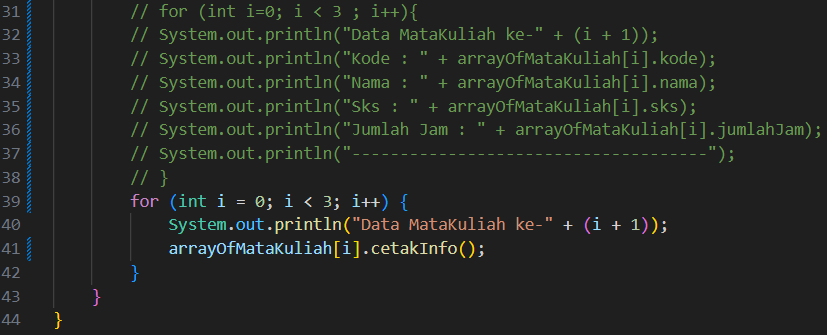 31 // for (int i=0; i < 3 ; i++){
32 // System.out.println("Data MataKuliah ke-" + (i + 1));
33 // System.out.println("Kode : " + arrayOfMataKuliah[i].kode);
34 // System.out.println("Nama : " + arrayOfMataKuliah[i].nama);
35 // System.out.println("Sks : " + arrayOfMataKuliah[i].sks);
36 // System.out.println("Jumlah Jam : " + arrayOfMataKuliah[i].jumlahJam);
37 // System.out.println("-------------------------------------");
38 // }
39 for (int i = 0; i < 3; i++) {
40 System.out.println("Data MataKuliah ke-" + (i + 1));
41 arrayOfMataKuliah[i].cetakInfo();
42 }
43 }
44 }